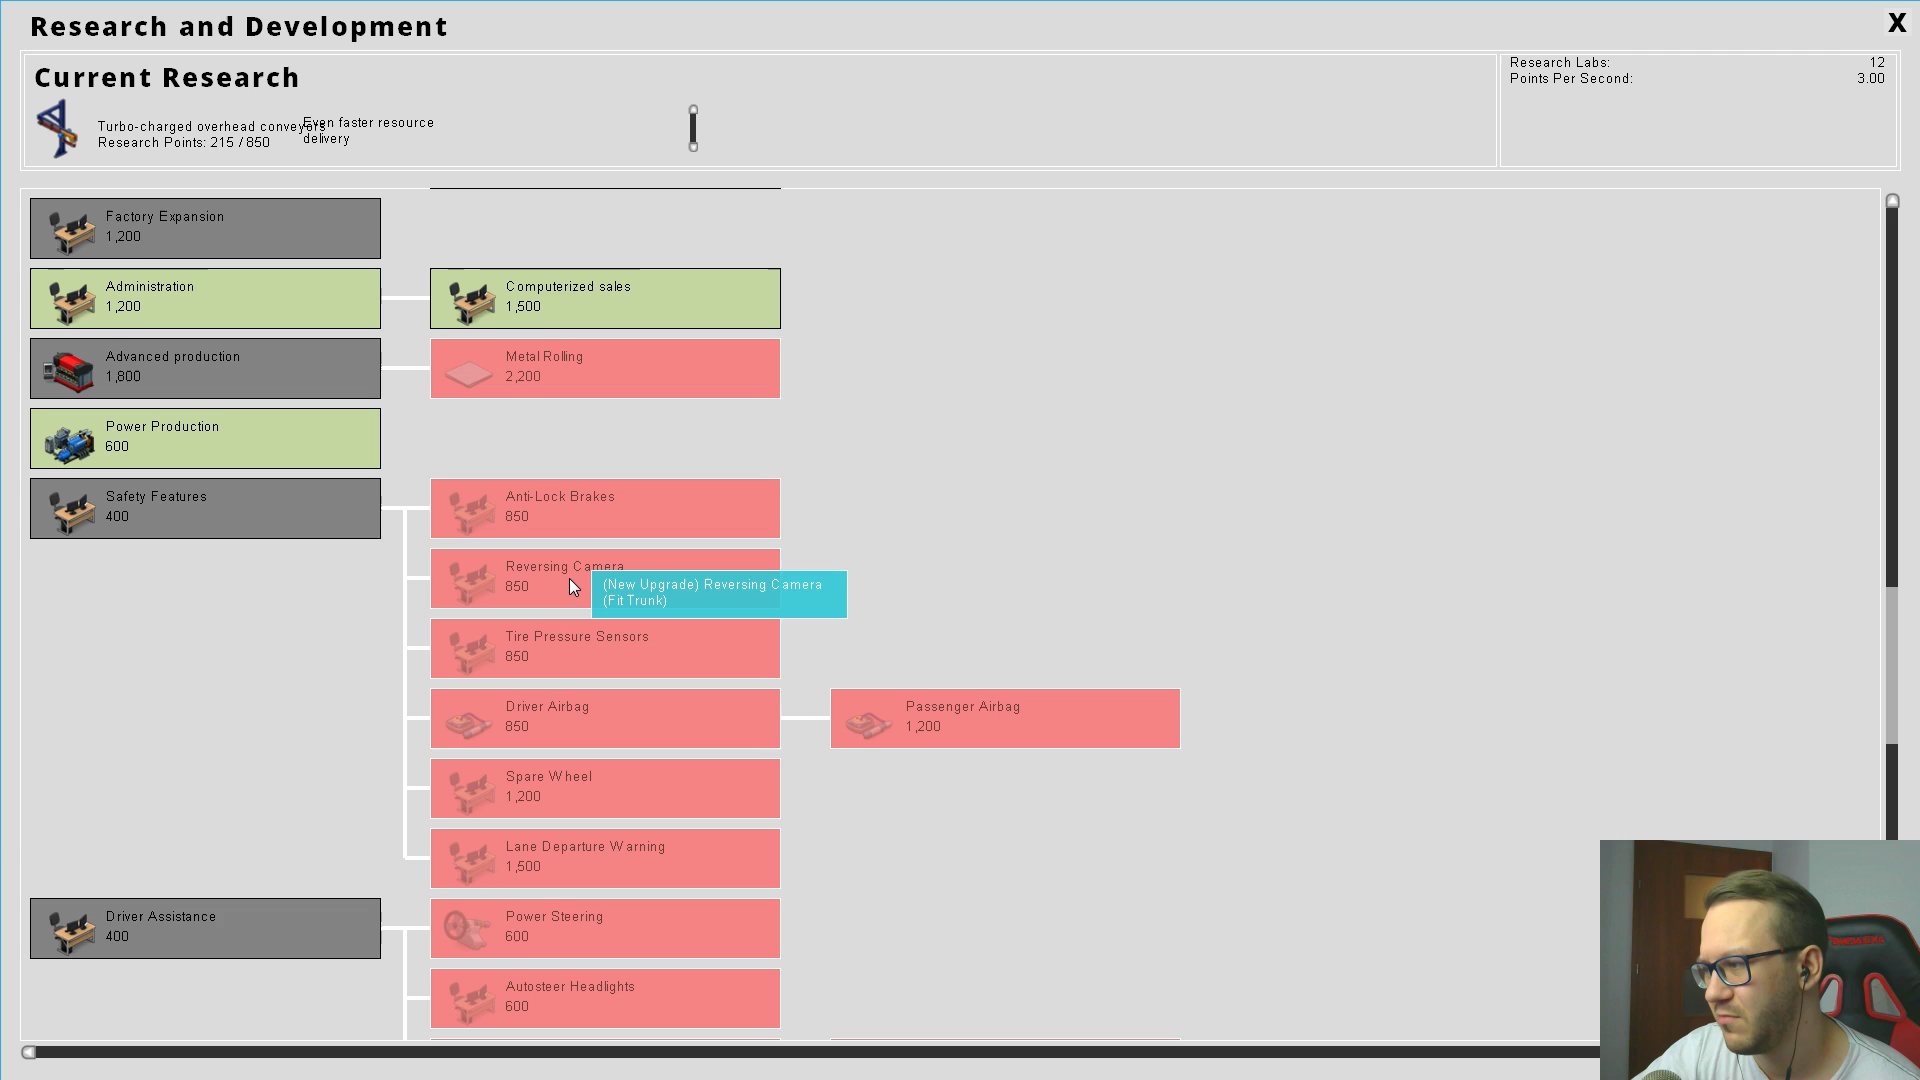 Research and Development
X
Current Research
Turbo-charged overhead conveyors
Research Points: 215 / 850
Even faster resource
delivery
Research Labs: 12
Points Per Second: 3.00
Factory Expansion
1,200
Administration
1,200
Computerized sales
1,500
Advanced production
1,800
Metal Rolling
2,200
Power Production
600
Safety Features
400
Anti-Lock Brakes
850
Reversing Camera
850
(New Upgrade) Reversing Camera
(Fit Trunk)
Tire Pressure Sensors
850
Driver Airbag
850
Passenger Airbag
1,200
Spare Wheel
1,200
Lane Departure Warning
1,500
Driver Assistance
400
Power Steering
600
Autosteer Headlights
600